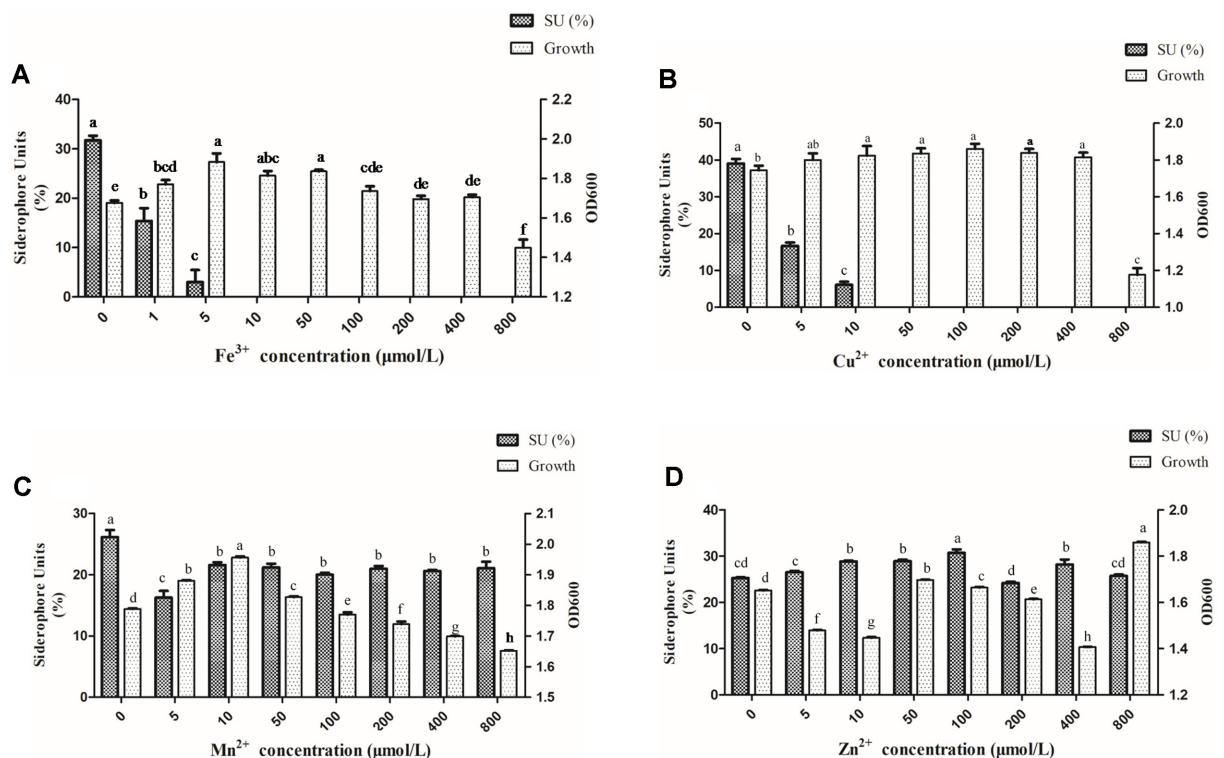 A
SU (%)
Growth
Siderophore Units
(%)
40
30
20
10
0
a
e
b
bcd
c
a
abc
a
cde
de
de
f
2.2
2.0
1.8
1.6
1.4
1.2
OD600
0 1 5 10 50 100 200 400 800
Fe³⁺ concentration (μmol/L)
B
SU (%)
Growth
Siderophore Units
(%)
50
40
30
20
10
0
a
b
b
ab
c
a
a
a
a
a
c
2.0
1.8
1.6
1.4
1.2
1.0
OD600
0 5 10 50 100 200 400 800
Cu²⁺ concentration (μmol/L)
C
SU (%)
Growth
Siderophore Units
(%)
30
20
10
0
a
d
c
b
b
a
b
c
b
e
b
f
b
g
b
h
2.1
2.0
1.9
1.8
1.7
1.6
1.5
OD600
0 5 10 50 100 200 400 800
Mn²⁺ concentration (μmol/L)
D
SU (%)
Growth
Siderophore Units
(%)
40
30
20
10
0
cd
d
c
f
b
g
b
b
a
c
d
e
b
h
cd
a
2.0
1.8
1.6
1.4
1.2
OD600
0 5 10 50 100 200 400 800
Zn²⁺ concentration (μmol/L)